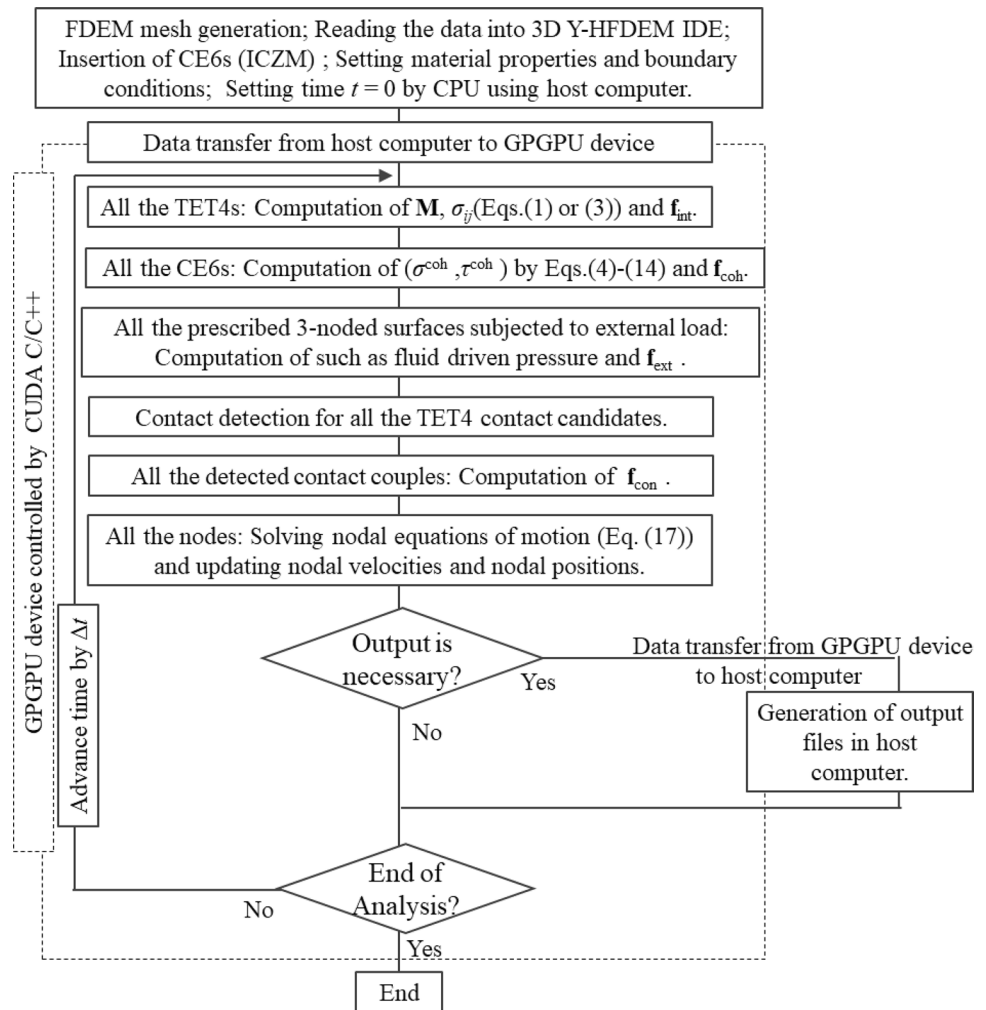 FDEM mesh generation; Reading the data into 3D Y-HFDEM IDE;
Insertion of CE6s (ICZM) ; Setting material properties and boundary
conditions; Setting time t = 0 by CPU using host computer.
Data transfer from host computer to GPGPU device
All the TET4s: Computation of M, σij(Eqs.(1) or (3)) and fint.
All the CE6s: Computation of (σcoh ,τcoh ) by Eqs.(4)-(14) and fcoh.
All the prescribed 3-noded surfaces subjected to external load:
Computation of such as fluid driven pressure and fext .
Contact detection for all the TET4 contact candidates.
All the detected contact couples: Computation of fcon .
All the nodes: Solving nodal equations of motion (Eq. (17))
and updating nodal velocities and nodal positions.
GPGPU device controlled by CUDA C/C++
Advance time by Δt
Output is
necessary?
Yes
No
Data transfer from GPGPU device
to host computer
Generation of output
files in host
computer.
End of
Analysis?
No
Yes
End